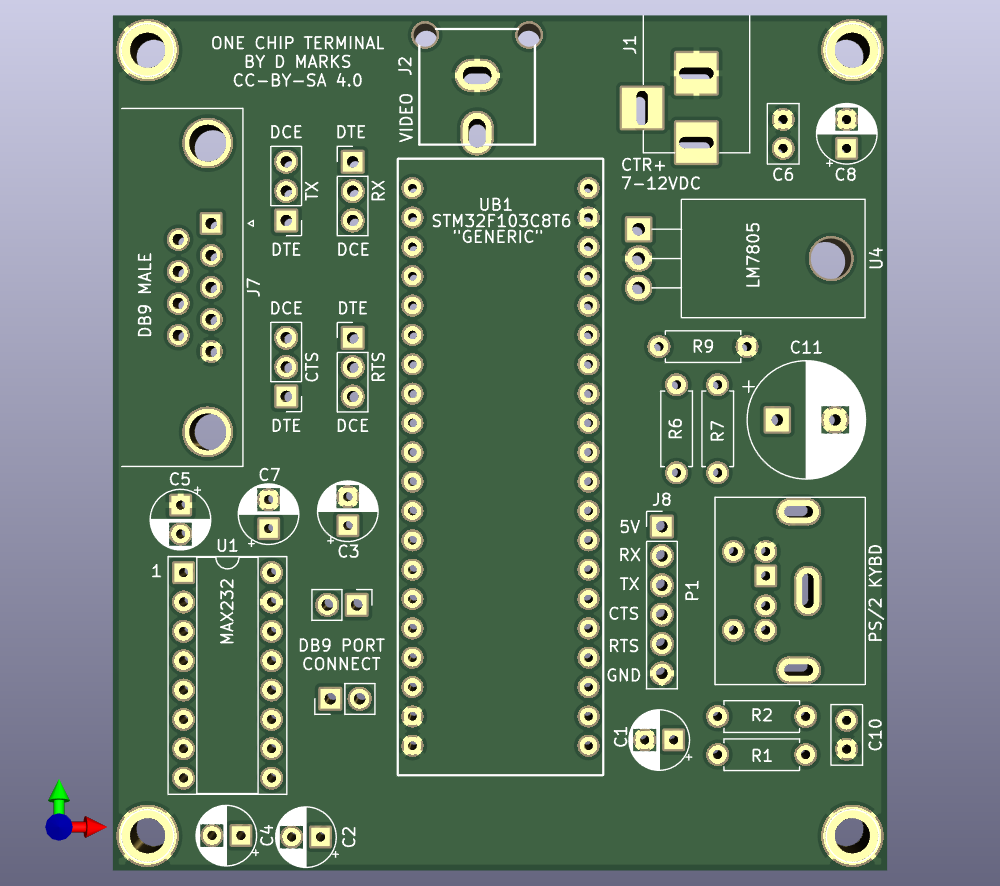 ONE CHIP TERMINAL
BY D MARKS
CC-BY-SA 4.0
J2
VIDEO
J1
CTR+
7-12VDC
C6
+
C8
DCE
DTE
TX
RX
DTE
DCE
UB1
STM32F103C8T6
"GENERIC"
LM7805
U4
DB9 MALE
J7
DCE
DTE
CTS
RTS
DTE
DCE
R9
C11
+
R6
R7
C5
+
C7
+
C3
+
U1
1
MAX232
J8
5V
RX
TX
CTS
RTS
GND
P1
PS/2 KYBD
DB9 PORT
CONNECT
C1
+
R2
R1
C10
C4
+
C2
+